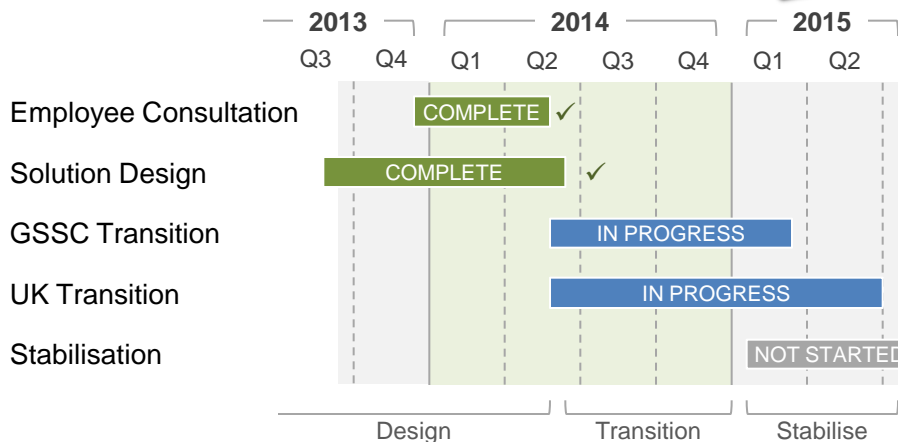 2013 2014 2015
Q3 Q4 Q1 Q2 Q3 Q4 Q1 Q2
Employee Consultation COMPLETE ✓
Solution Design COMPLETE ✓
GSSC Transition IN PROGRESS
UK Transition IN PROGRESS
Stabilisation NOT STARTED
Design Transition Stabilise